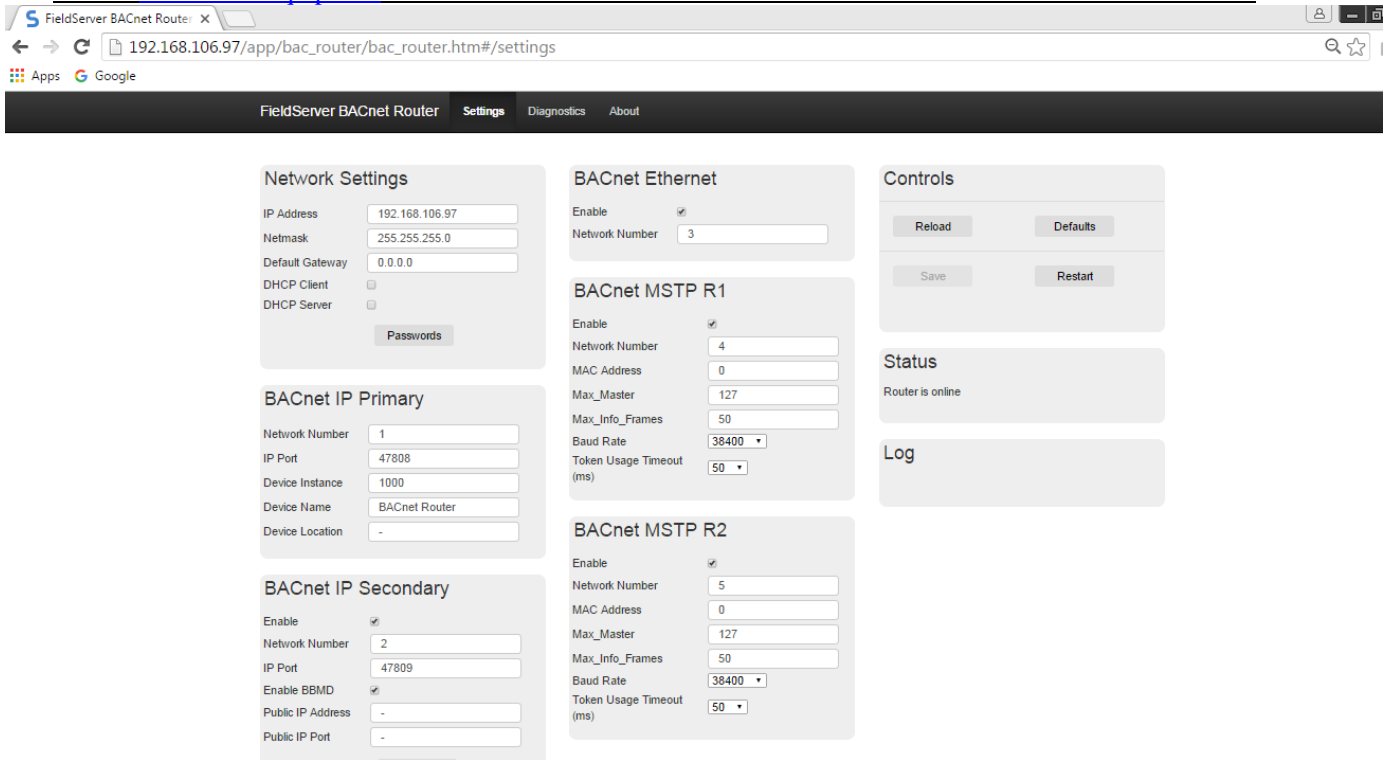 FieldServer BACnet Router
192.168.106.97/app/bac_router/bac_router.htm#/settings
Apps Google
FieldServer BACnet Router Settings Diagnostics About
Network Settings
IP Address 192.168.106.97
Netmask 255.255.255.0
Default Gateway 0.0.0.0
DHCP Client
DHCP Server
Passwords
BACnet IP Primary
Network Number 1
IP Port 47808
Device Instance 1000
Device Name BACnet Router
Device Location -
BACnet IP Secondary
Enable
Network Number 2
IP Port 47809
Enable BBMD
Public IP Address -
Public IP Port -
BACnet Ethernet
Enable
Network Number 3
BACnet MSTP R1
Enable
Network Number 4
MAC Address 0
Max_Master 127
Max_Info_Frames 50
Baud Rate 38400
Token Usage Timeout
(ms) 50
BACnet MSTP R2
Enable
Network Number 5
MAC Address 0
Max_Master 127
Max_Info_Frames 50
Baud Rate 38400
Token Usage Timeout
(ms) 50
Controls
Reload Defaults
Save Restart
Status
Router is online
Log